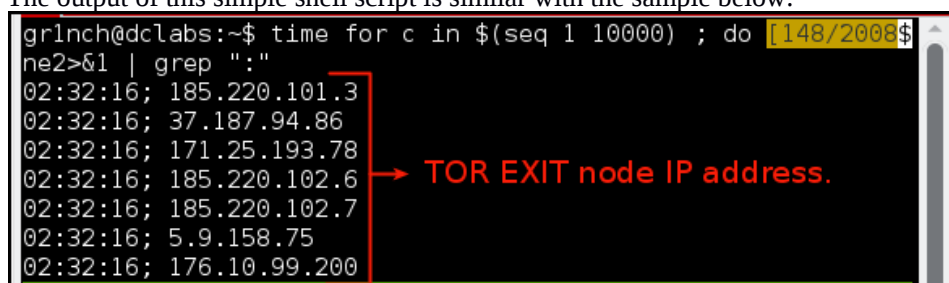 The output of this simple shell script is similar with the sample below:
gr1nch@dclabs:~$ time for c in $(seq 1 10000) ; do [148/2008$
ne2>&1 | grep ":"
02:32:16; 185.220.101.3
02:32:16; 37.187.94.86
02:32:16; 171.25.193.78
02:32:16; 185.220.102.6
TOR EXIT node IP address.
02:32:16; 185.220.102.7
02:32:16; 5.9.158.75
02:32:16; 176.10.99.200